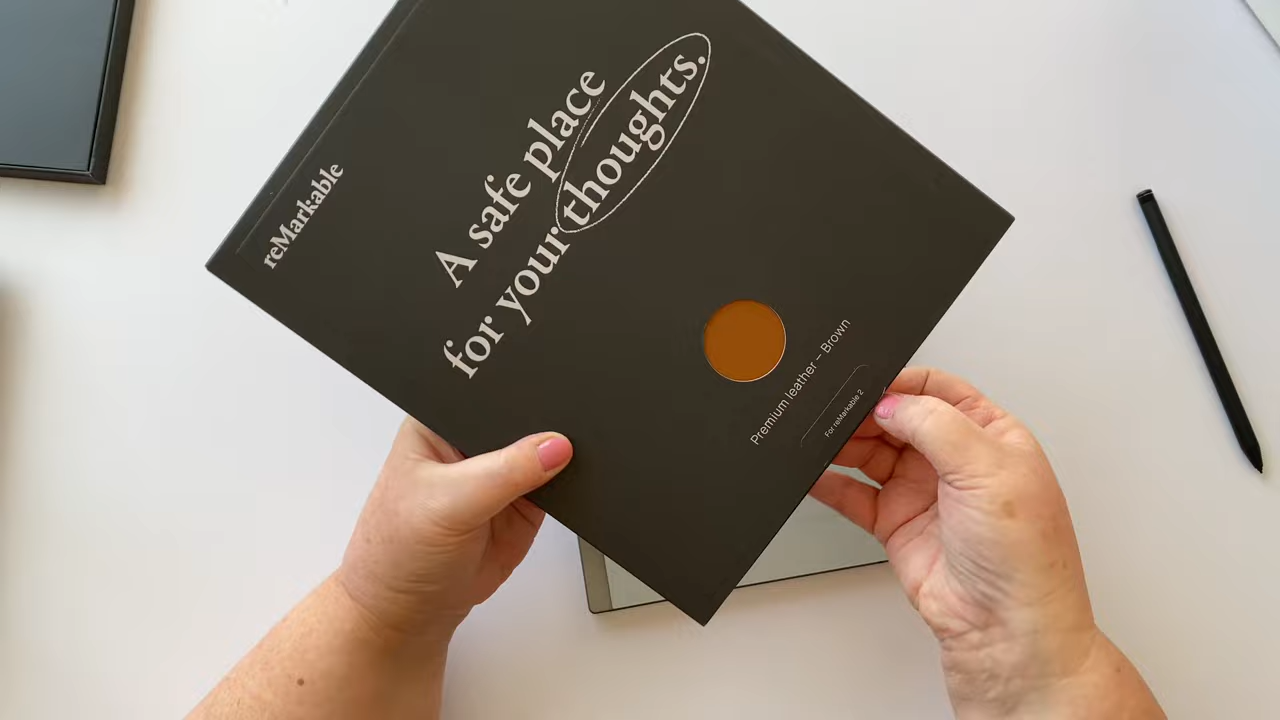 reMarkable
A safe place
for your thoughts.
Premium leather – Brown
For reMarkable 2